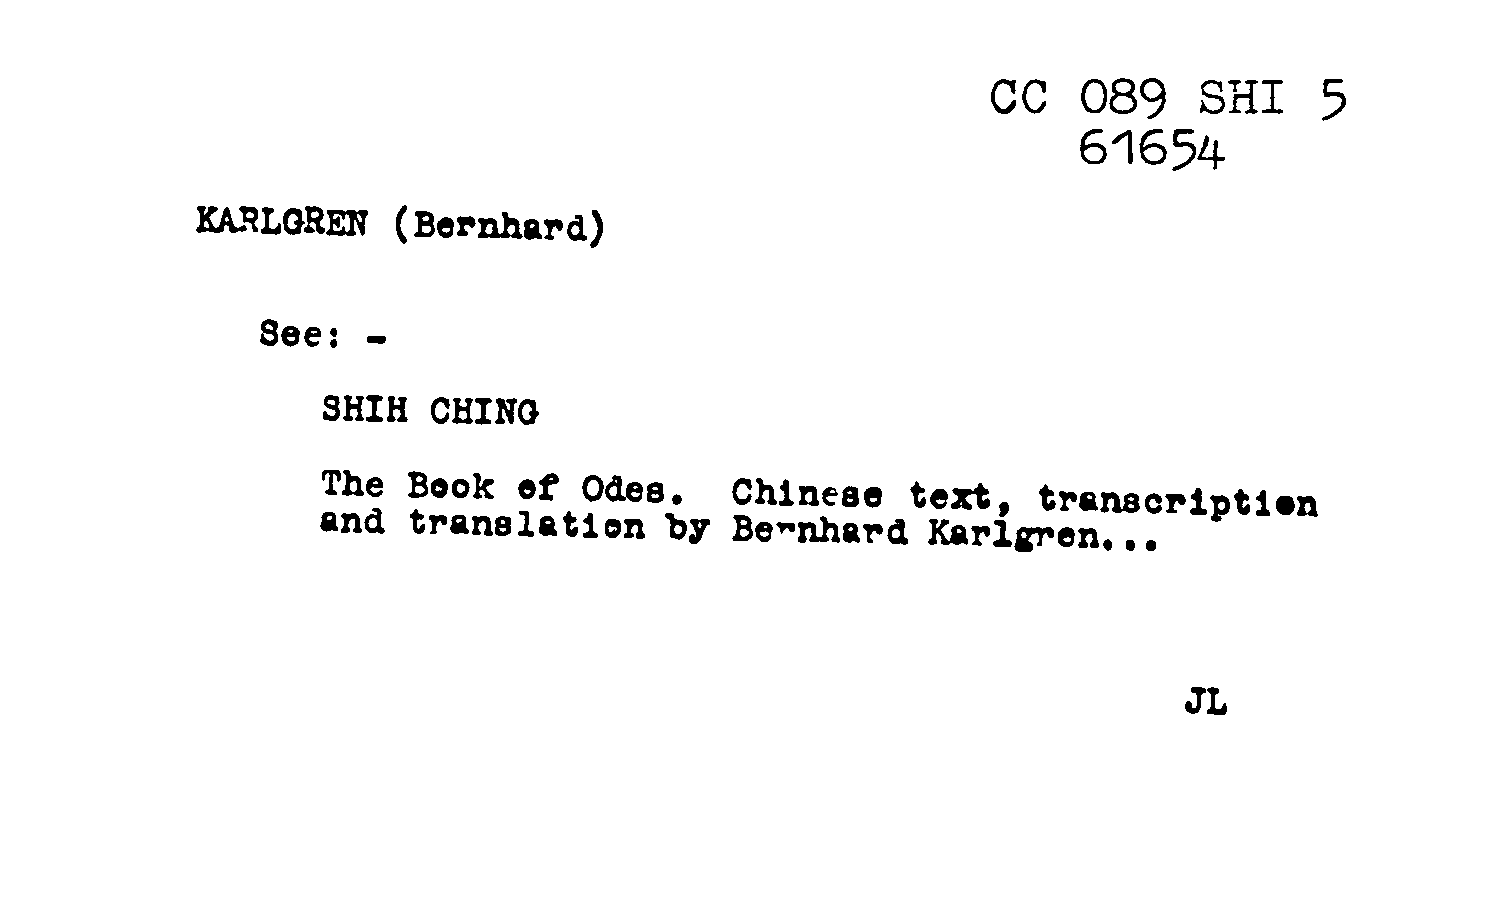 CC 089 SHI 5
61654
KARLGREN (Bernhard)
See: -
SHIH CHING
The Book of Odes. Chinese text, transcription
and translation by Bernhard Karlgren...
JL